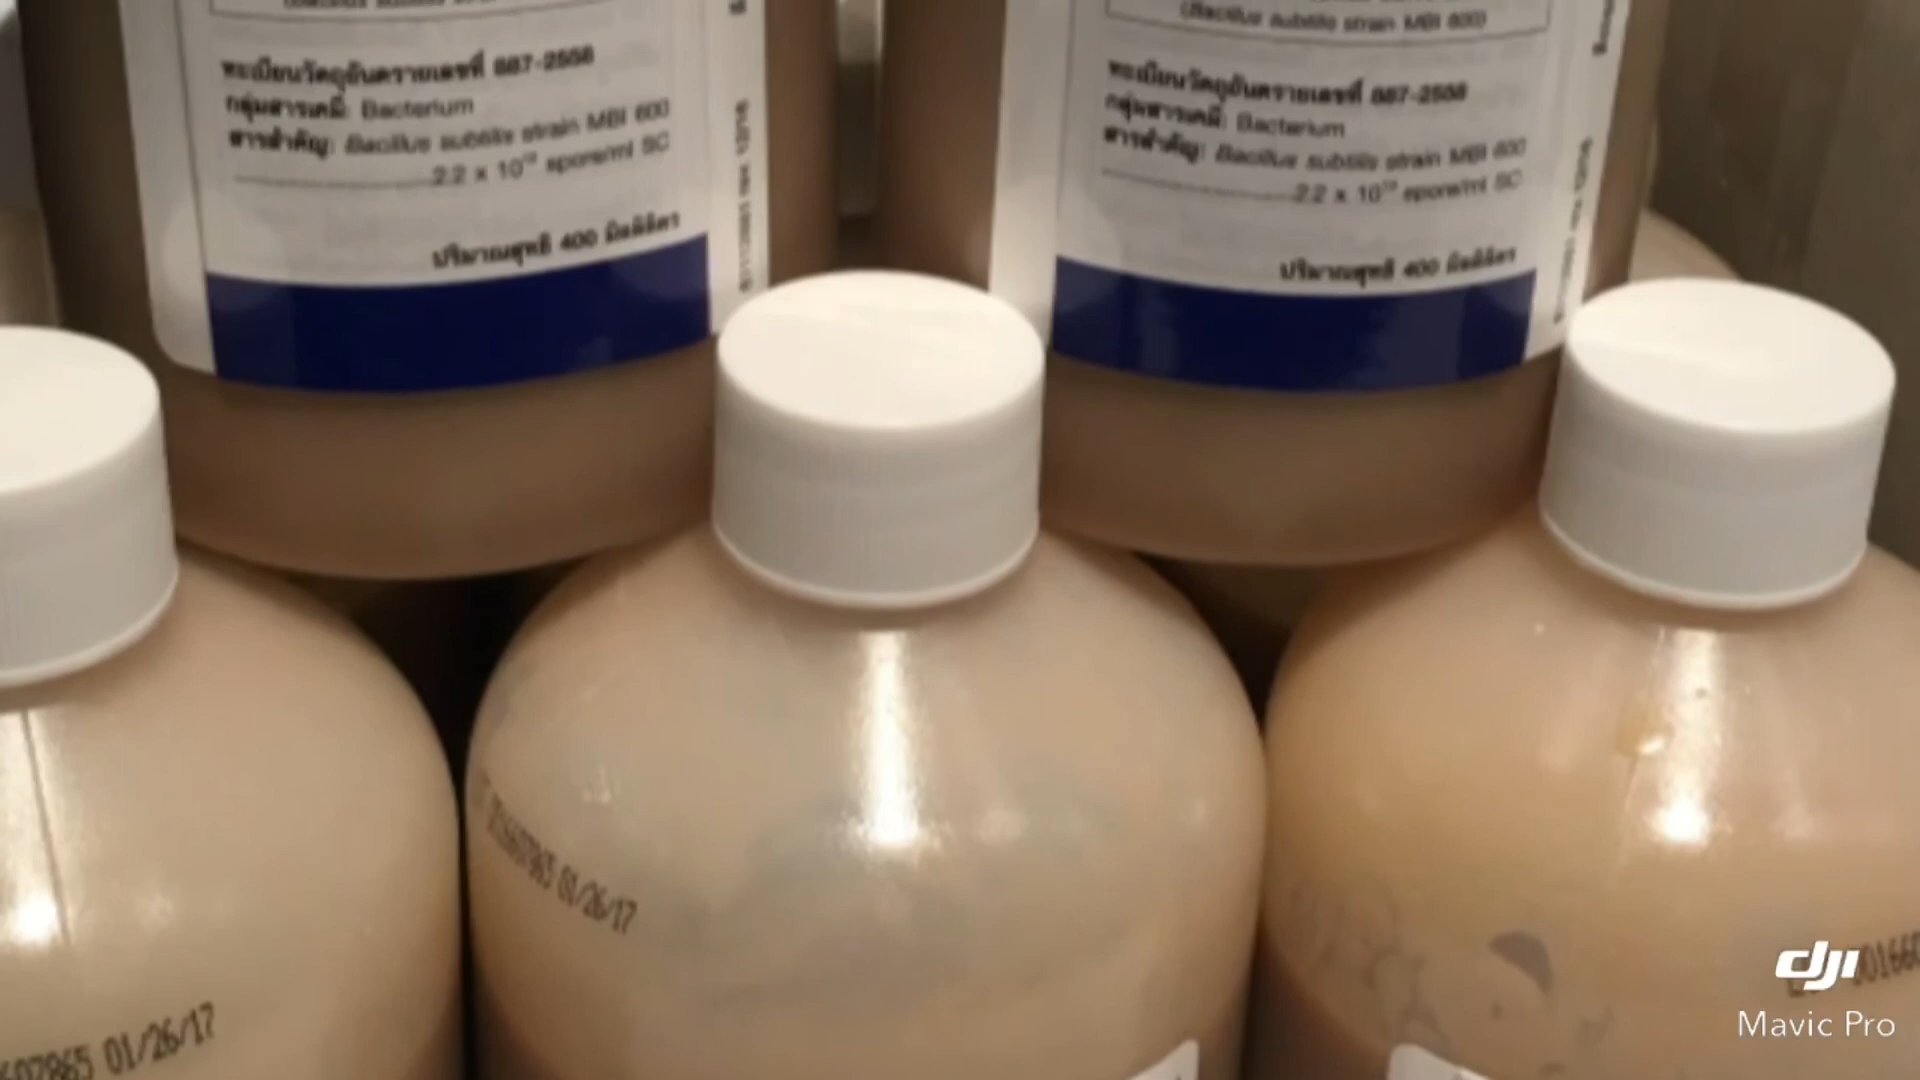 ทะเบียนวัตถุอันตรายเลขที่ 887-2558
กลุ่มสารเคมี: Bacterium
สารสำคัญ: Bacillus subtilis strain MBI 600
2.2 x 10¹⁰ spore/ml SC
ปริมาณสุทธิ 400 มิลลิลิตร
(Bacillus subtilis strain MBI 600)
ทะเบียนวัตถุอันตรายเลขที่ 887-2558
กลุ่มสารเคมี: Bacterium
สารสำคัญ: Bacillus subtilis strain MBI 600
2.2 x 10¹⁰ spore/ml SC
ปริมาณสุทธิ 400 มิลลิลิตร
01/26/17
01/26/17
dji
Mavic Pro